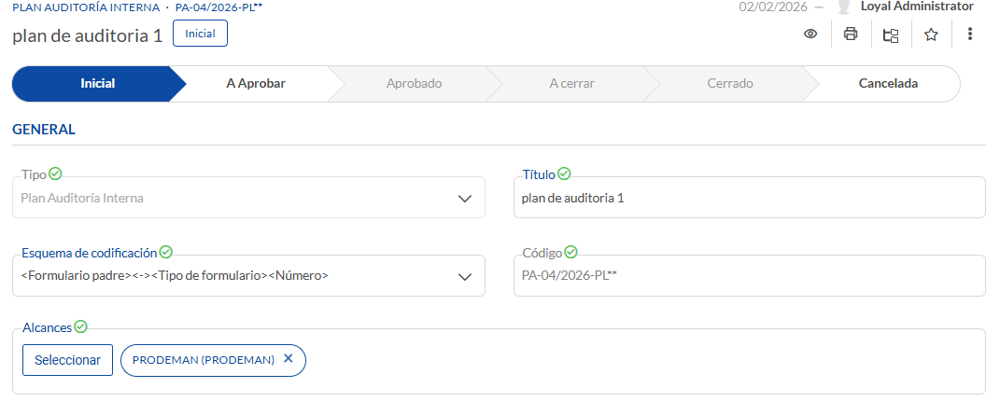 PLAN AUDITORÍA INTERNA · PA-04/2026-PL**
02/02/2026 — Loyal Administrator
plan de auditoria 1 Inicial
Inicial A Aprobar Aprobado A cerrar Cerrado Cancelada
GENERAL
Tipo Título
Plan Auditoría Interna plan de auditoria 1
Esquema de codificación Código
<Formulario padre><-><Tipo de formulario><Número> PA-04/2026-PL**
Alcances
Seleccionar PRODEMAN (PRODEMAN) ×